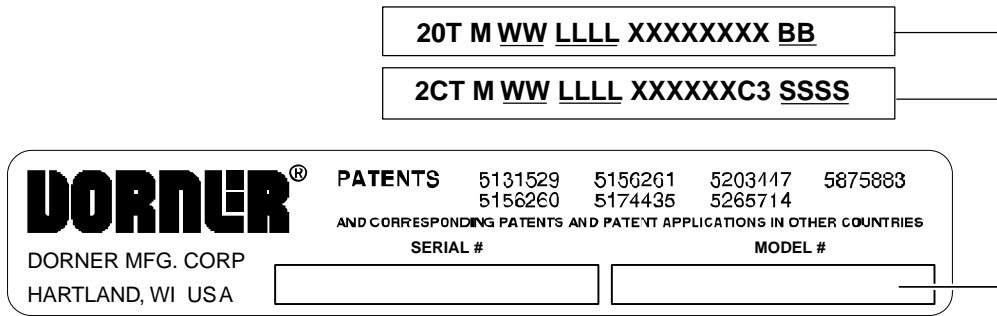 20T M WW LLLL XXXXXXXX BB
2CT M WW LLLL XXXXXXC3 SSSS
DORNER®
PATENTS 5131529 5156261 5203447 5875883
5156260 5174435 5265714
AND CORRESPONDING PATENTS AND PATENT APPLICATIONS IN OTHER COUNTRIES
SERIAL # MODEL #
DORNER MFG. CORP
HARTLAND, WI USA